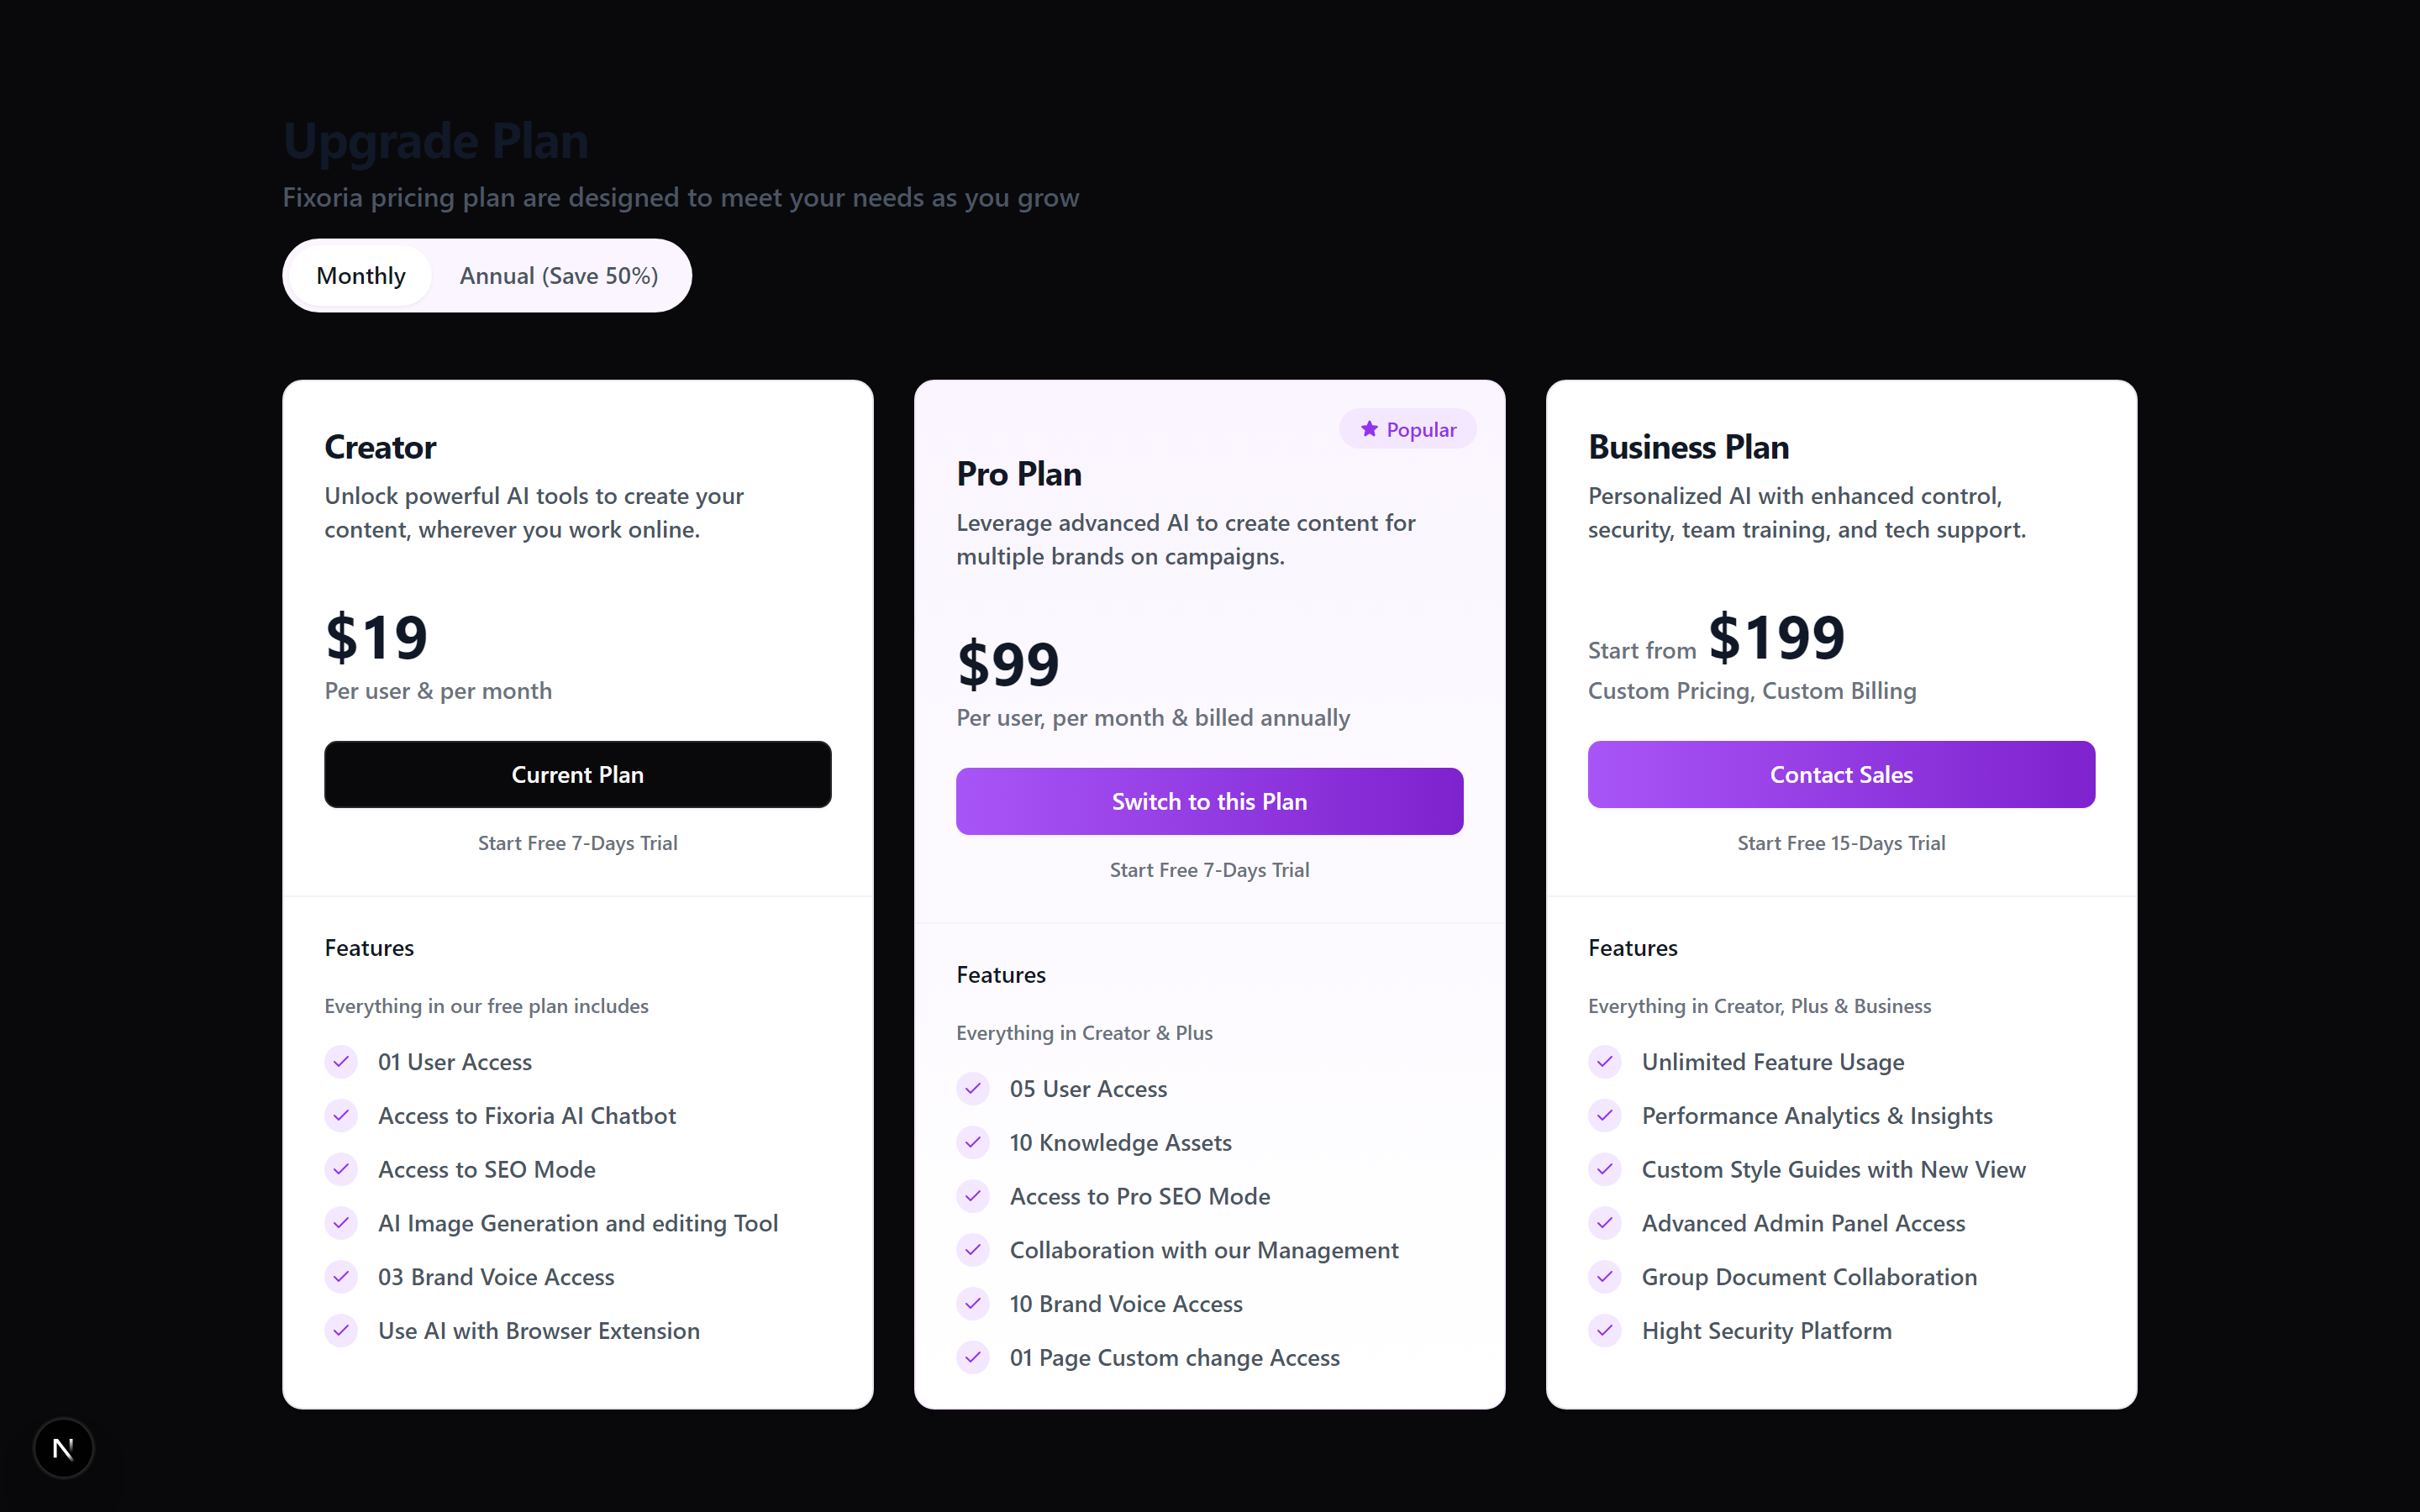 Upgrade Plan
Fixoria pricing plan are designed to meet your needs as you grow
Monthly
Annual (Save 50%)
Creator
Unlock powerful AI tools to create your
content, wherever you work online.
$19
Per user & per month
Current Plan
Start Free 7-Days Trial
Features
Everything in our free plan includes
01 User Access
Access to Fixoria AI Chatbot
Access to SEO Mode
AI Image Generation and editing Tool
03 Brand Voice Access
Use AI with Browser Extension
Popular
Pro Plan
Leverage advanced AI to create content for
multiple brands on campaigns.
$99
Per user, per month & billed annually
Switch to this Plan
Start Free 7-Days Trial
Features
Everything in Creator & Plus
05 User Access
10 Knowledge Assets
Access to Pro SEO Mode
Collaboration with our Management
10 Brand Voice Access
01 Page Custom change Access
Business Plan
Personalized AI with enhanced control,
security, team training, and tech support.
Start from $199
Custom Pricing, Custom Billing
Contact Sales
Start Free 15-Days Trial
Features
Everything in Creator, Plus & Business
Unlimited Feature Usage
Performance Analytics & Insights
Custom Style Guides with New View
Advanced Admin Panel Access
Group Document Collaboration
Hight Security Platform
N